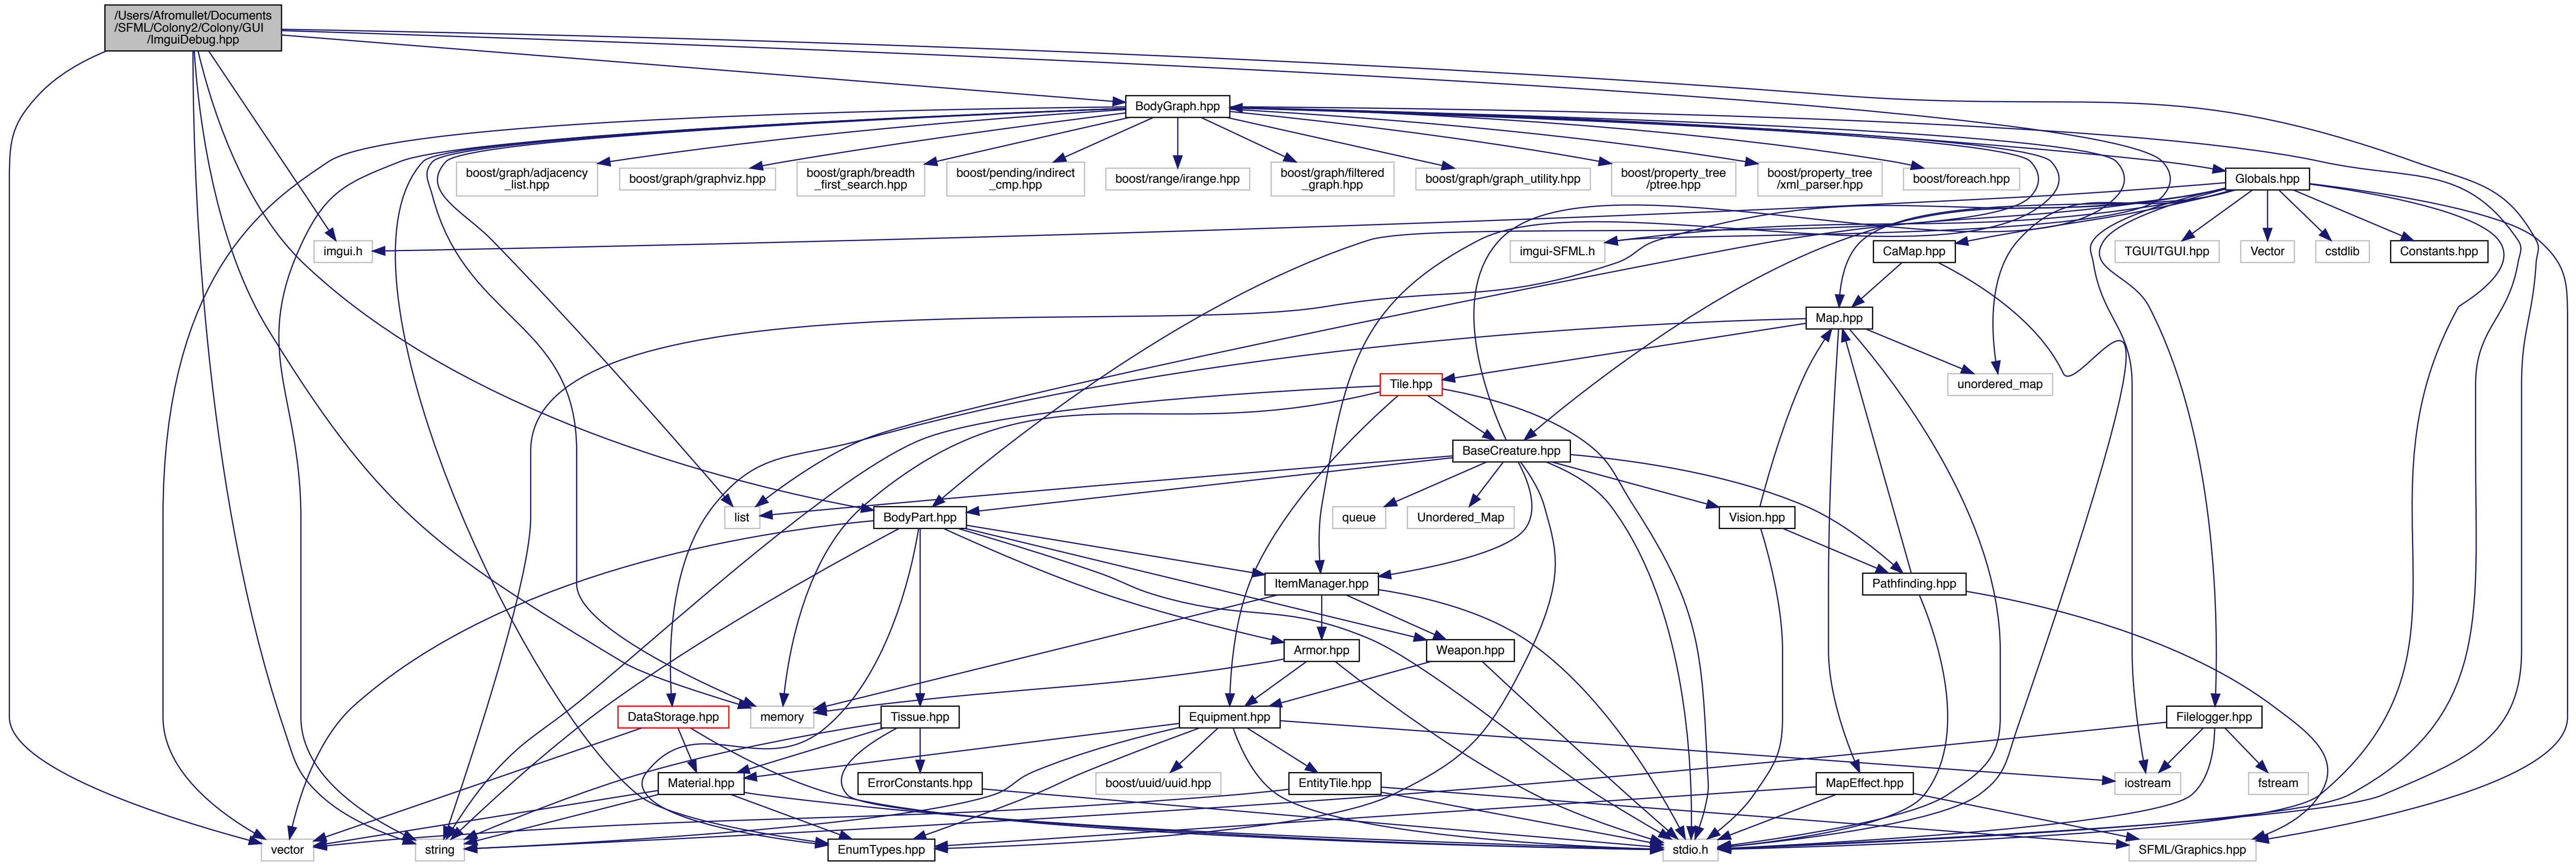 /Users/Afromullet/Documents
/SFML/Colony2/Colony/GUI
/ImguiDebug.hpp
BodyGraph.hpp
boost/graph/adjacency
_list.hpp
boost/graph/graphviz.hpp
boost/graph/breadth
_first_search.hpp
boost/pending/indirect
_cmp.hpp
boost/range/irange.hpp
boost/graph/filtered
_graph.hpp
boost/graph/graph_utility.hpp
boost/property_tree
/ptree.hpp
boost/property_tree
/xml_parser.hpp
boost/foreach.hpp
Globals.hpp
imgui.h
imgui-SFML.h
CaMap.hpp
TGUI/TGUI.hpp
Vector
cstdlib
Constants.hpp
Map.hpp
Tile.hpp
unordered_map
BaseCreature.hpp
list
BodyPart.hpp
queue
Unordered_Map
Vision.hpp
ItemManager.hpp
Pathfinding.hpp
Armor.hpp
Weapon.hpp
DataStorage.hpp
memory
Tissue.hpp
Equipment.hpp
Filelogger.hpp
Material.hpp
ErrorConstants.hpp
boost/uuid/uuid.hpp
EntityTile.hpp
MapEffect.hpp
iostream
fstream
vector
string
EnumTypes.hpp
stdio.h
SFML/Graphics.hpp